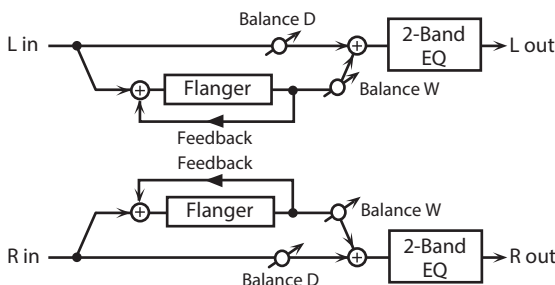 Balance D
L in
+
2-Band
EQ
L out
+
Flanger
Balance W
Feedback
Feedback
+
Flanger
Balance W
R in
Balance D
+
2-Band
EQ
R out